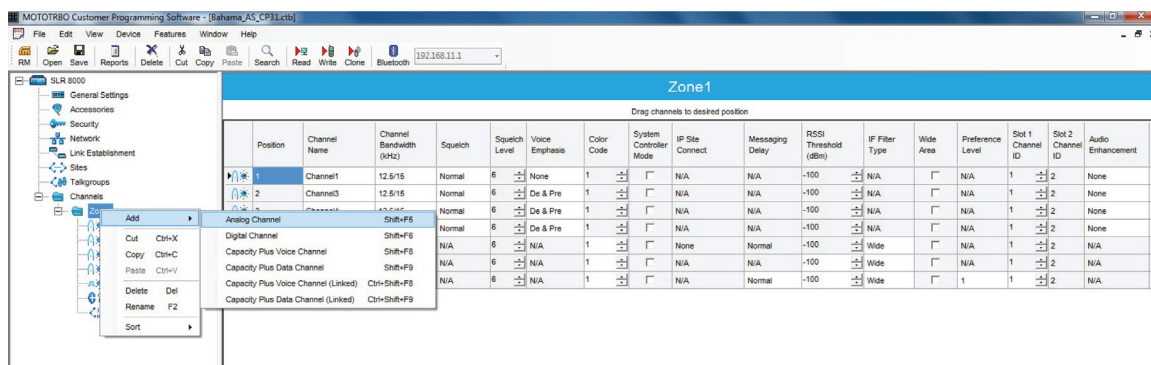 MOTOTRBO Customer Programming Software - [Bahama_AS_CP31.ctb]
File Edit View Device Features Window Help
RM Open Save Reports Delete Cut Copy Paste Search Read Write Clone Bluetooth 192.168.11.1
SLR 8000
General Settings
Accessories
Security
Network
Link Establishment
Sites
Talkgroups
Channels
Zone1
Drag channels to desired position
Position Channel Name Channel Bandwidth (kHz) Squelch Squelch Level Voice Emphasis Color Code System Controller Mode IP Site Connect Messaging Delay RSSI Threshold (dBm) IF Filter Type Wide Area Preference Level Slot 1 Channel ID Slot 2 Channel ID Audio Enhancement
1 Channel1 12.5/15 Normal 6 None 1 N/A N/A -100 N/A N/A 1 2 None
2 Channel3 12.5/15 Normal 6 De & Pre 1 N/A N/A -100 N/A N/A 1 2 None
Normal 6 De & Pre 1 N/A N/A -100 N/A N/A 1 2 None
Normal 6 De & Pre 1 N/A N/A -100 N/A N/A 1 2 None
N/A 6 N/A 1 None Normal -100 Wide N/A 1 2 N/A
N/A 6 N/A 1 N/A N/A -100 Wide N/A 1 2 N/A
N/A 6 N/A 1 N/A Normal -100 Wide 1 1 2 N/A
Add
Cut Ctrl+X
Copy Ctrl+C
Paste Ctrl+V
Delete Del
Rename F2
Sort
Analog Channel Shift+F5
Digital Channel Shift+F6
Capacity Plus Voice Channel Shift+F8
Capacity Plus Data Channel Shift+F9
Capacity Plus Voice Channel (Linked) Ctrl+Shift+F8
Capacity Plus Data Channel (Linked) Ctrl+Shift+F9